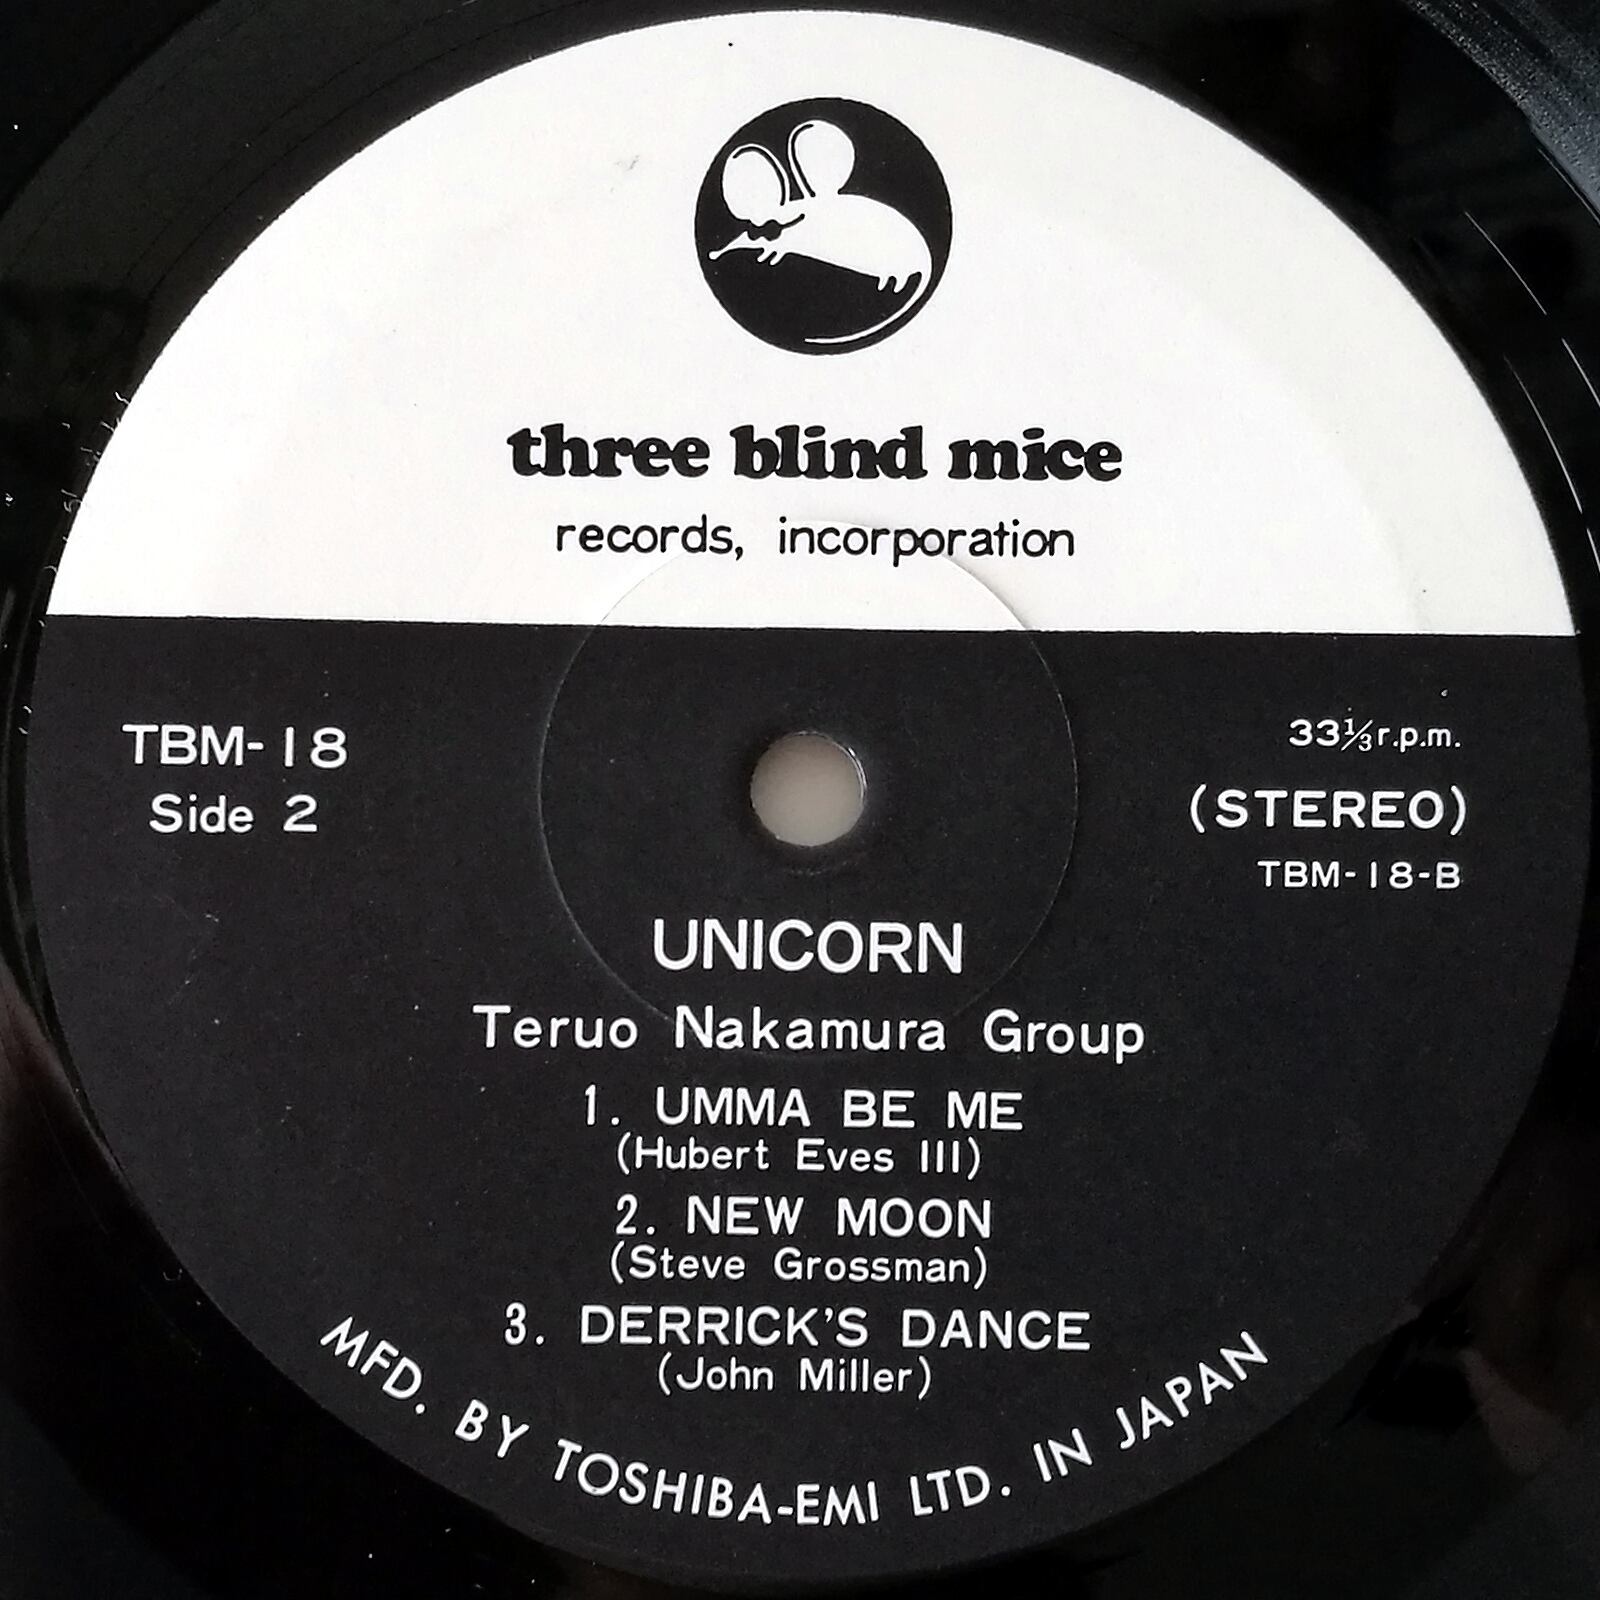 three blind mice
records, incorporation
TBM-18
Side 2
33⅓r.p.m.
(STEREO)
TBM-18-B
UNICORN
Teruo Nakamura Group
1. UMMA BE ME
(Hubert Eves III)
2. NEW MOON
(Steve Grossman)
3. DERRICK'S DANCE
(John Miller)
MFD. BY TOSHIBA-EMI LTD. IN JAPAN